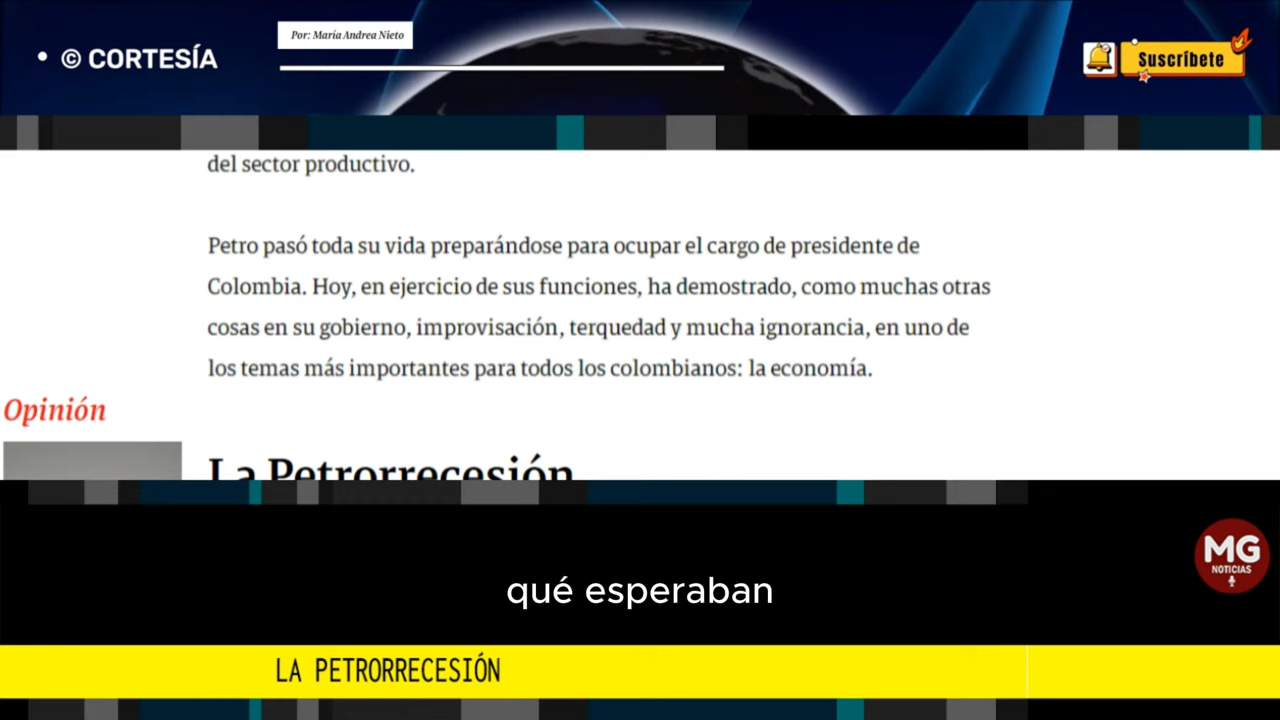 Por: María Andrea Nieto
• © CORTESÍA
Suscríbete
del sector productivo.
Petro pasó toda su vida preparándose para ocupar el cargo de presidente de
Colombia. Hoy, en ejercicio de sus funciones, ha demostrado, como muchas otras
cosas en su gobierno, improvisación, terquedad y mucha ignorancia, en uno de
los temas más importantes para todos los colombianos: la economía.
Opinión
La Petrorrecesión
MG
NOTICIAS
qué esperaban
LA PETRORRECESIÓN